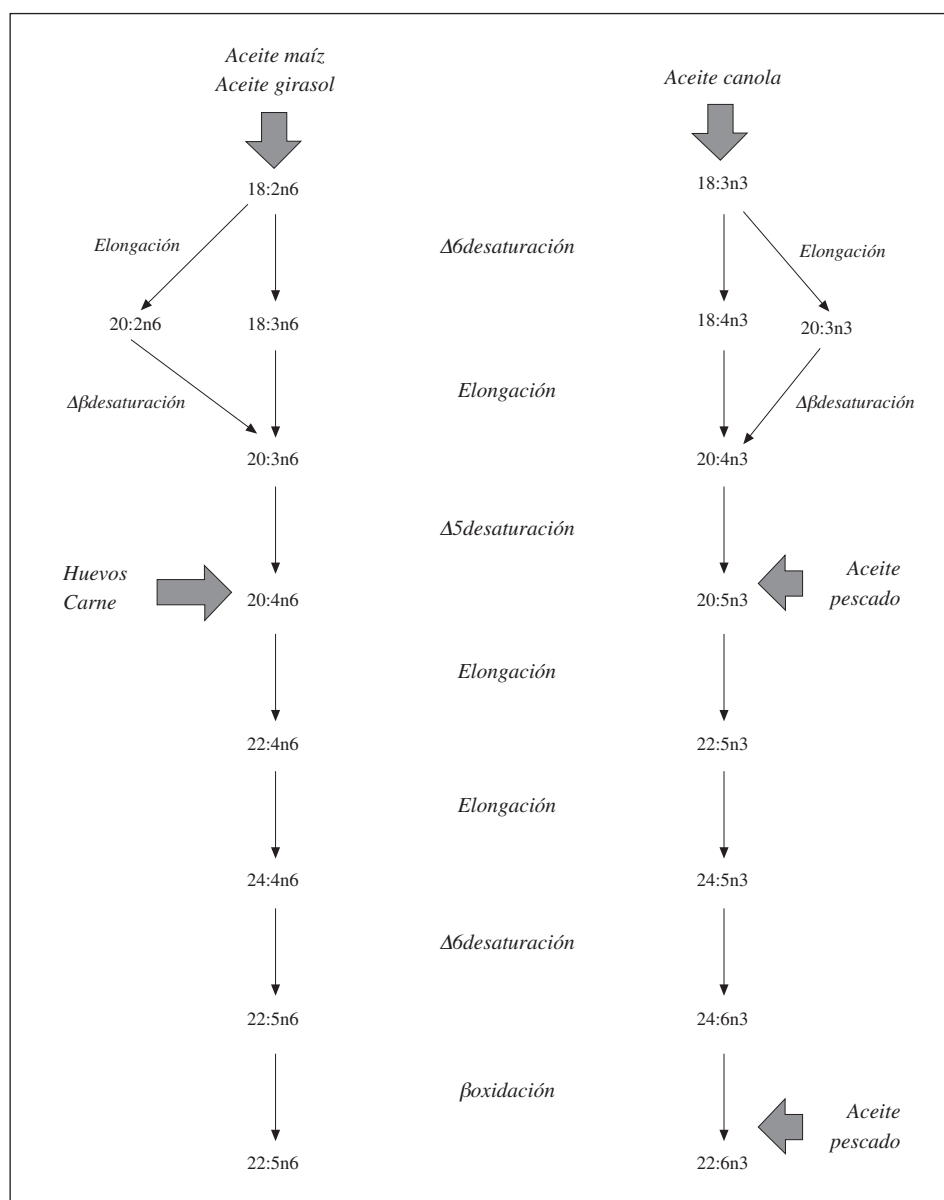 Aceite maíz
Aceite girasol
Aceite canola
18:2n6
18:3n3
Elongación
Δ6desaturación
Elongación
20:2n6
18:3n6
18:4n3
20:3n3
Δβdesaturación
Elongación
Δβdesaturación
20:3n6
20:4n3
Δ5desaturación
Huevos
Carne
20:4n6
20:5n3
Aceite
pescado
Elongación
22:4n6
22:5n3
Elongación
24:4n6
24:5n3
Δ6desaturación
22:5n6
24:6n3
βoxidación
Aceite
pescado
22:5n6
22:6n3